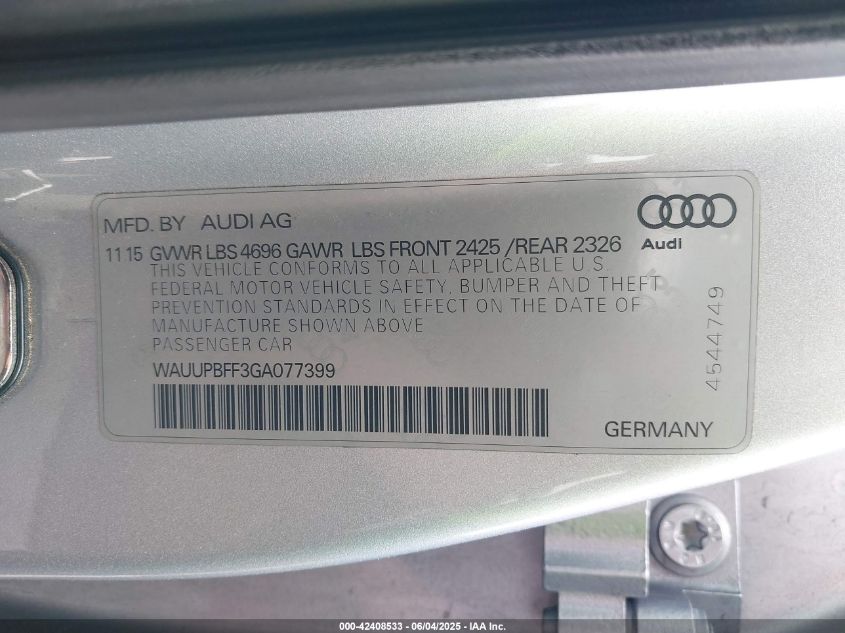 MFD. BY AUDI AG
11 15 GVWR LBS 4696 GAWR LBS FRONT 2425 /REAR 2326
Audi
THIS VEHICLE CONFORMS TO ALL APPLICABLE U.S.
FEDERAL MOTOR VEHICLE SAFETY, BUMPER AND THEFT
PREVENTION STANDARDS IN EFFECT ON THE DATE OF
MANUFACTURE SHOWN ABOVE
PASSENGER CAR
WAUUPBFF3GA077399
4544749
GERMANY
000-42408533 - 06/04/2025 - IAA Inc.